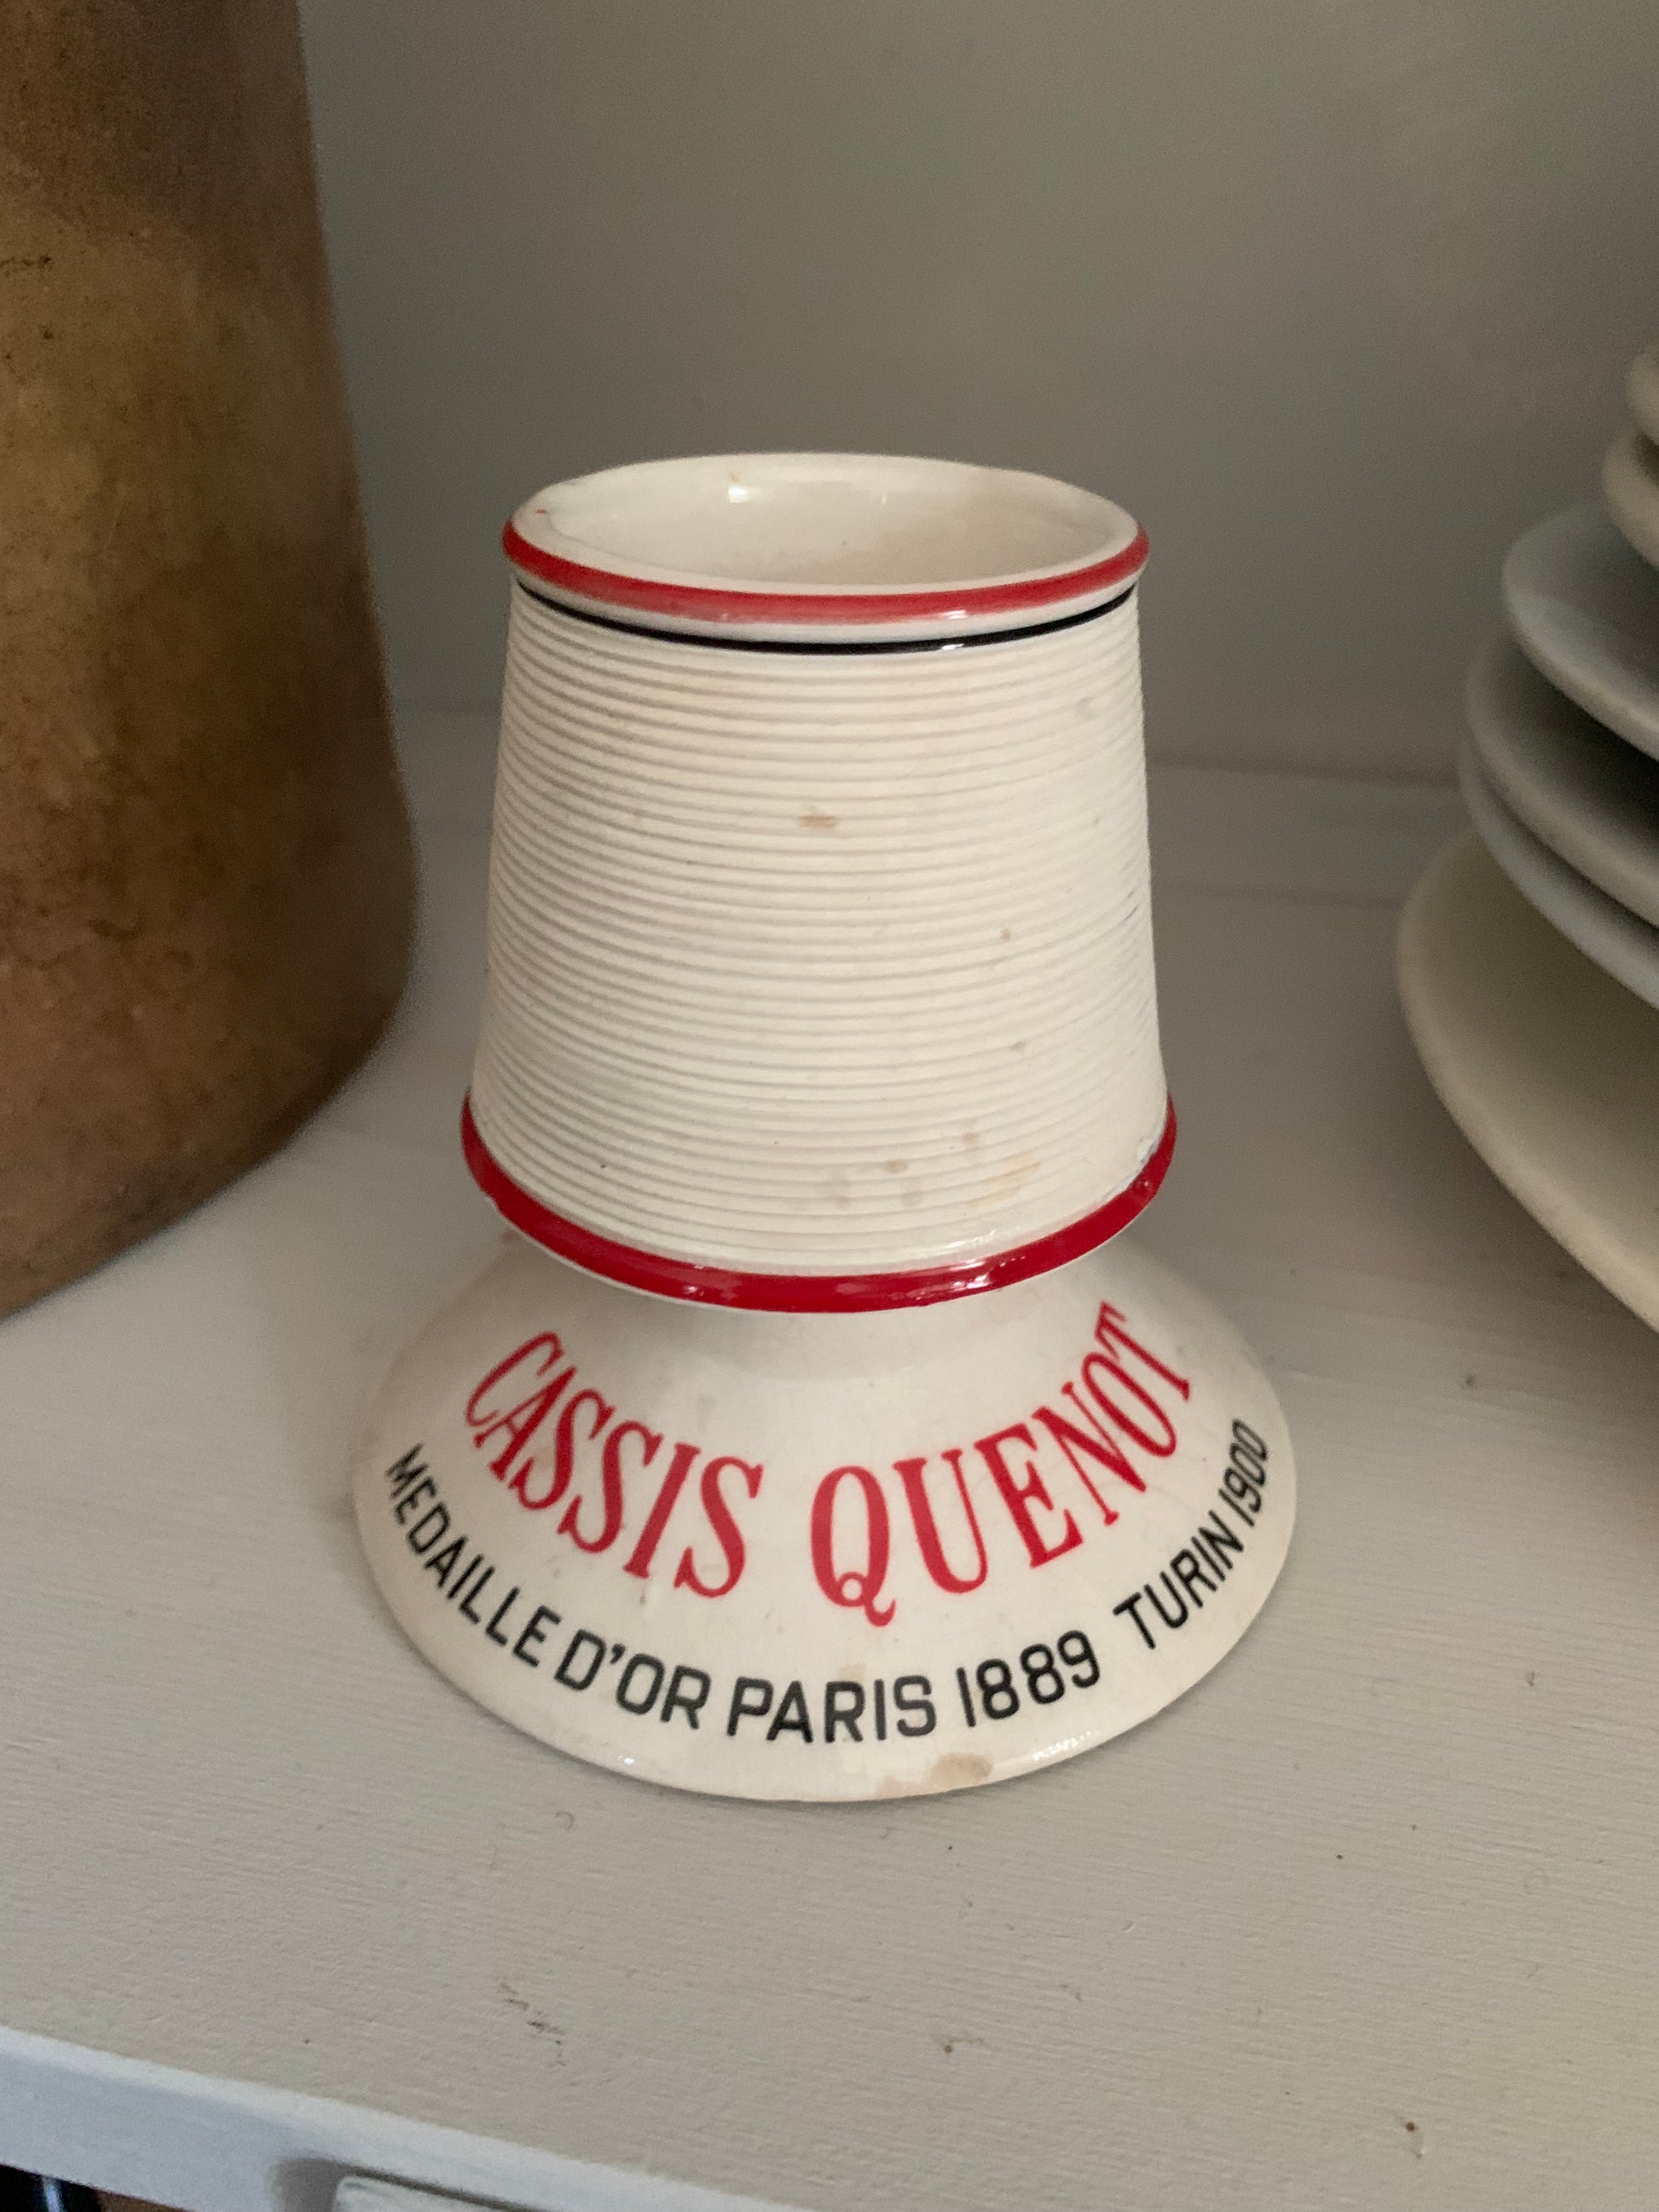 CASSIS QUENOT
MEDAILLE D'OR PARIS 1889 TURIN 1900